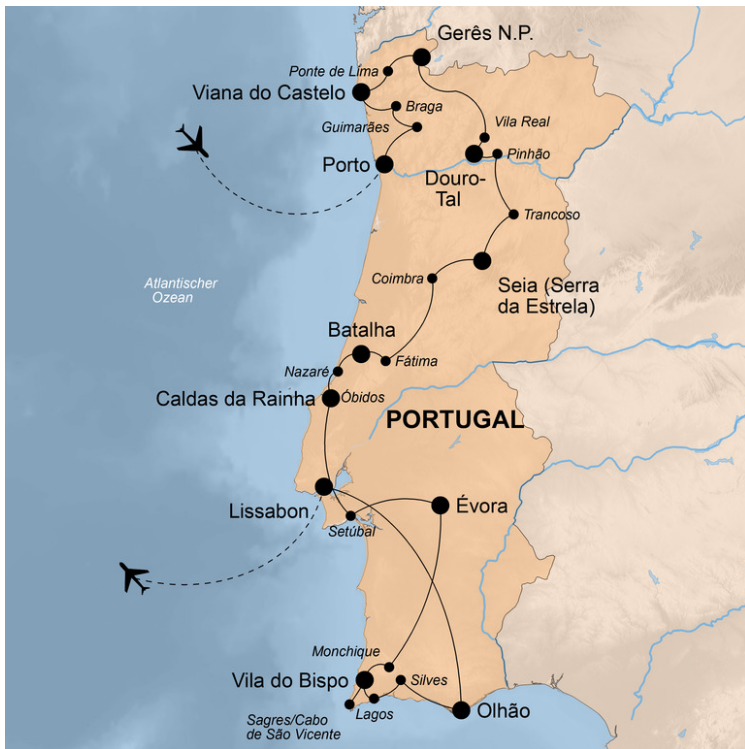 Gerês N.P.
Ponte de Líma
Viana do Castelo
Braga
Guimarães
Vila Real
Porto
Pinhão
Douro-
Tal
Trancoso
Atlantischer
Ozean
Coimbra
Seia (Serra
da Estrela)
Batalha
Fátima
Nazaré
Caldas da Rainha
Óbidos
PORTUGAL
Lissabon
Évora
Setúbal
Monchique
Vila do Bispo
Silves
Lagos
Olhão
Sagres/Cabo
de São Vicente